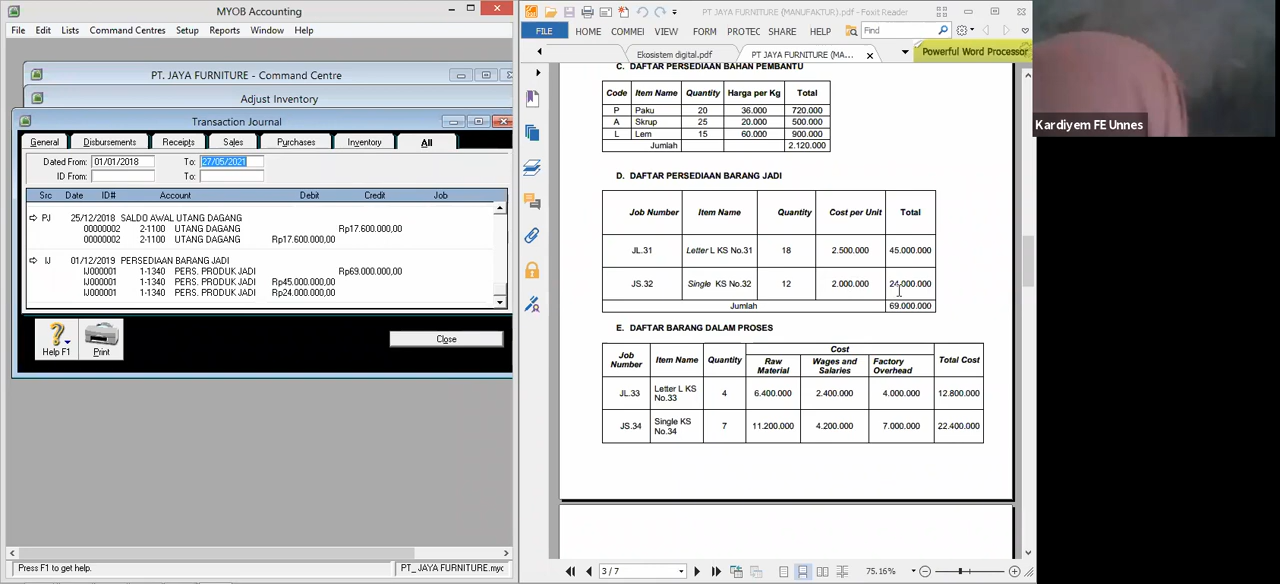 MYOB Accounting
File Edit Lists Command Centres Setup Reports Window Help
PT. JAYA FURNITURE - Command Centre
Adjust Inventory
Transaction Journal
General Disbursements Receipts Sales Purchases Inventory All
Dated From: 01/01/2018 To: 27/05/2021
ID From: To:
Src Date ID# Account Debit Credit Job
PJ 25/12/2018 SALDO AWAL UTANG DAGANG
00000002 2-1100 UTANG DAGANG Rp17.600.000,00
00000002 2-1100 UTANG DAGANG Rp17.600.000,00
IJ 01/12/2019 PERSEDIAAN BARANG JADI
IJ000001 1-1340 PERS. PRODUK JADI Rp69.000.000,00
IJ000001 1-1340 PERS. PRODUK JADI Rp45.000.000,00
IJ000001 1-1340 PERS. PRODUK JADI Rp24.000.000,00
Help F1 Print Close
Press F1 to get help. PT_ JAYA FURNITURE.myc
PT JAYA FURNITURE (MANUFAKTUR).pdf - Foxit Reader
FILE HOME COMMEI VIEW FORM PROTEC SHARE HELP Find
Ekosistem digital.pdf PT JAYA FURNITURE (MA... Powerful Word Processor
C. DAFTAR PERSEDIAAN BAHAN PEMBANTU
Code Item Name Quantity Harga per Kg Total
P Paku 20 36.000 720.000
A Skrup 25 20.000 500.000
L Lem 15 60.000 900.000
Jumlah 2.120.000
D. DAFTAR PERSEDIAAN BARANG JADI
Job Number Item Name Quantity Cost per Unit Total
JL.31 Letter L KS No.31 18 2.500.000 45.000.000
JS.32 Single KS No.32 12 2.000.000 24.000.000
Jumlah 69.000.000
E. DAFTAR BARANG DALAM PROSES
Job Number Item Name Quantity Cost Total Cost
Raw Material Wages and Salaries Factory Overhead
JL.33 Letter L KS No.33 4 6.400.000 2.400.000 4.000.000 12.800.000
JS.34 Single KS No.34 7 11.200.000 4.200.000 7.000.000 22.400.000
3 / 7 75.16%
Kardiyem FE Unnes